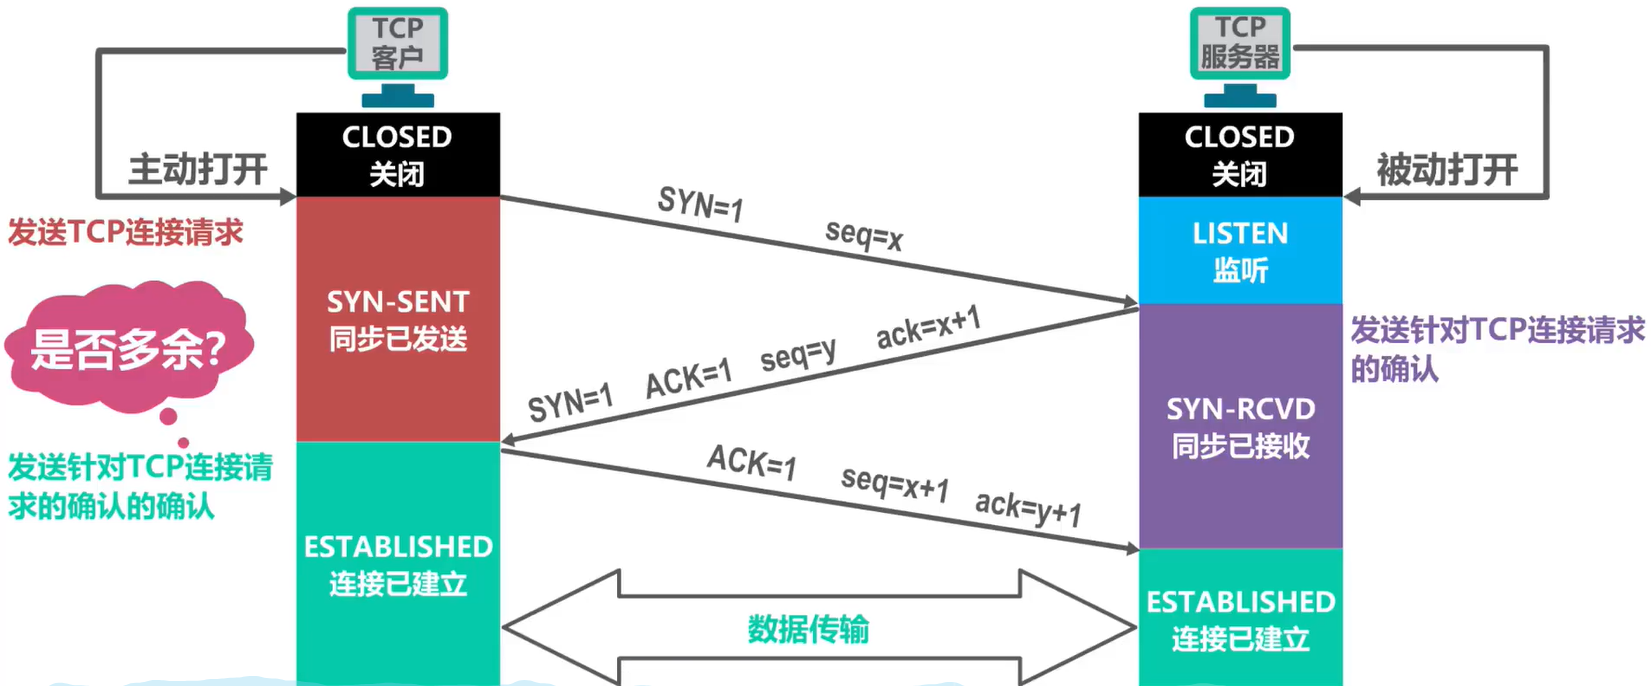 TCP
客户
TCP
服务器
CLOSED
关闭
CLOSED
关闭
主动打开
被动打开
发送TCP连接请求
SYN=1 seq=x
LISTEN
监听
SYN-SENT
同步已发送
是否多余？
SYN=1 ACK=1 seq=y ack=x+1
发送针对TCP连接请求
的确认
SYN-RCVD
同步已接收
发送针对TCP连接请
求的确认的确认
ACK=1 seq=x+1 ack=y+1
ESTABLISHED
连接已建立
数据传输
ESTABLISHED
连接已建立